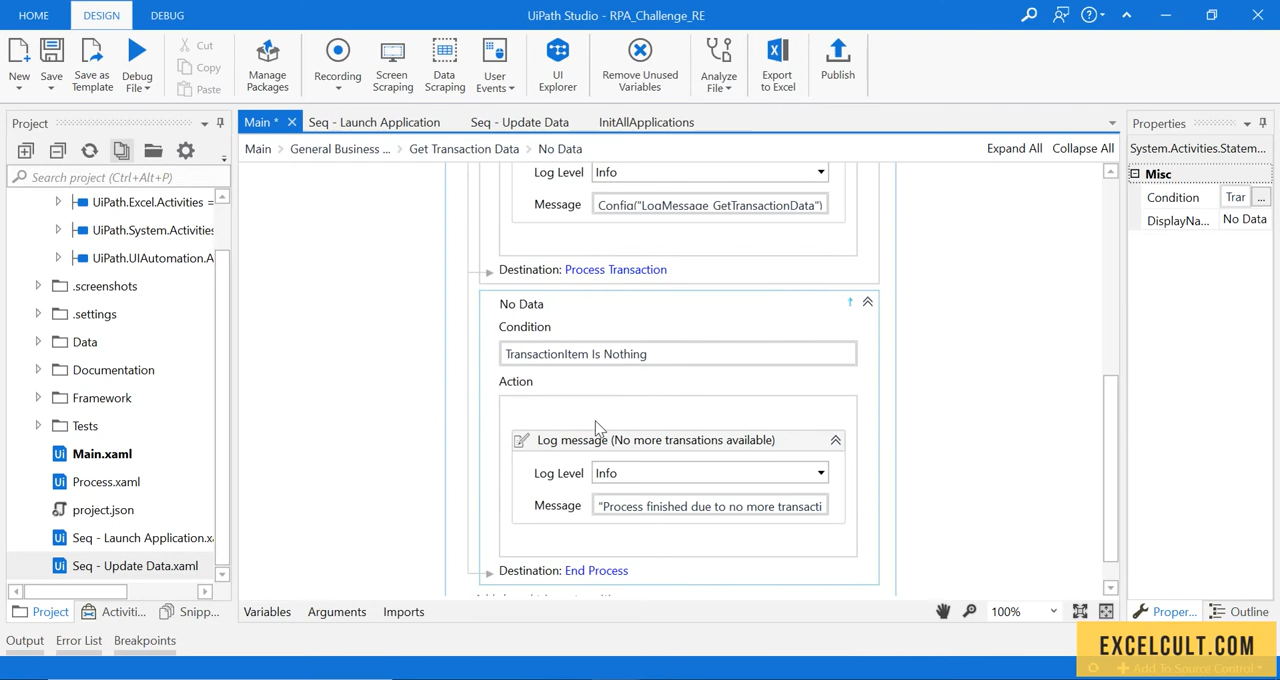 HOME DESIGN DEBUG UiPath Studio - RPA_Challenge_RE
New Save Save as Template Debug File Cut Copy Paste Manage Packages Recording Screen Scraping Data Scraping User Events UI Explorer Remove Unused Variables Analyze File Export to Excel Publish
Project
Search project (Ctrl+Alt+P)
UiPath.Excel.Activities =
UiPath.System.Activities
UiPath.UIAutomation.A
.screenshots
.settings
Data
Documentation
Framework
Tests
Main.xaml
Process.xaml
project.json
Seq - Launch Application.xa
Seq - Update Data.xaml
Project Activiti... Snipp...
Main * Seq - Launch Application Seq - Update Data InitAllApplications
Main General Business ... Get Transaction Data No Data Expand All Collapse All
Log Level Info
Message Config("LogMessage_GetTransactionData")
Destination: Process Transaction
No Data
Condition
TransactionItem Is Nothing
Action
Log message (No more transations available)
Log Level Info
Message "Process finished due to no more transacti
Destination: End Process
Variables Arguments Imports 100%
Properties
System.Activities.Statem...
Misc
Condition Trar ...
DisplayNa... No Data
Proper... Outline
Output Error List Breakpoints
EXCELCULT.COM
Add To Source Control